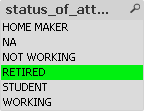 status_of_att...
HOME MAKER
NA
NOT WORKING
RETIRED
STUDENT
WORKING